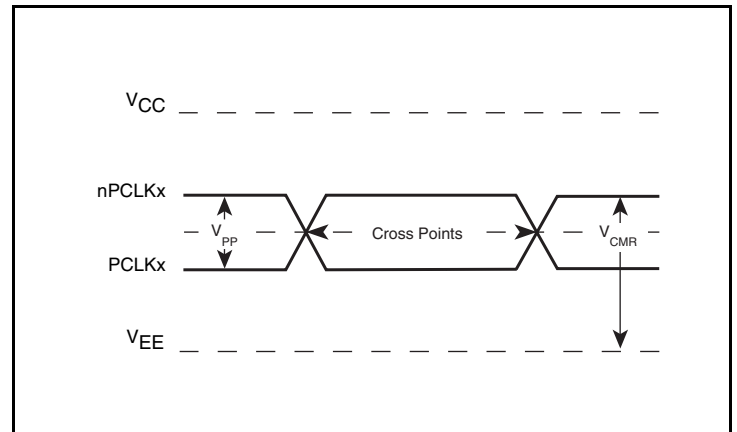 VCC
nPCLKx
VPP
Cross Points
VCMR
PCLKx
VEE